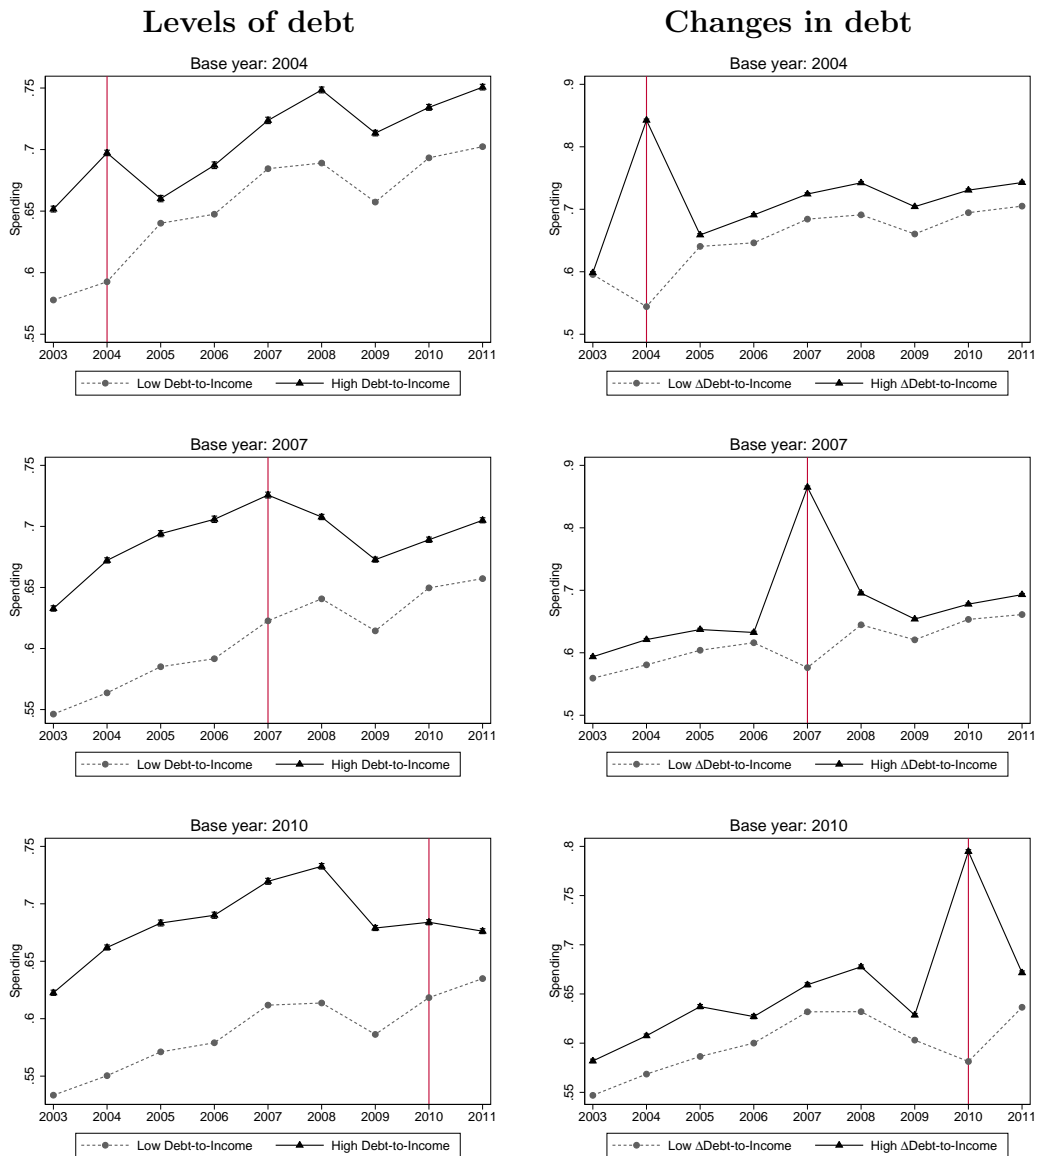 Levels of debt
Changes in debt
Base year: 2004
Spending
.55 .6 .65 .7 .75
2003 2004 2005 2006 2007 2008 2009 2010 2011
Low Debt-to-Income High Debt-to-Income
Base year: 2004
Spending
.5 .6 .7 .8 .9
2003 2004 2005 2006 2007 2008 2009 2010 2011
Low ΔDebt-to-Income High ΔDebt-to-Income
Base year: 2007
Spending
.55 .6 .65 .7 .75
2003 2004 2005 2006 2007 2008 2009 2010 2011
Low Debt-to-Income High Debt-to-Income
Base year: 2007
Spending
.5 .6 .7 .8 .9
2003 2004 2005 2006 2007 2008 2009 2010 2011
Low ΔDebt-to-Income High ΔDebt-to-Income
Base year: 2010
Spending
.55 .6 .65 .7 .75
2003 2004 2005 2006 2007 2008 2009 2010 2011
Low Debt-to-Income High Debt-to-Income
Base year: 2010
Spending
.55 .6 .65 .7 .75 .8
2003 2004 2005 2006 2007 2008 2009 2010 2011
Low ΔDebt-to-Income High ΔDebt-to-Income